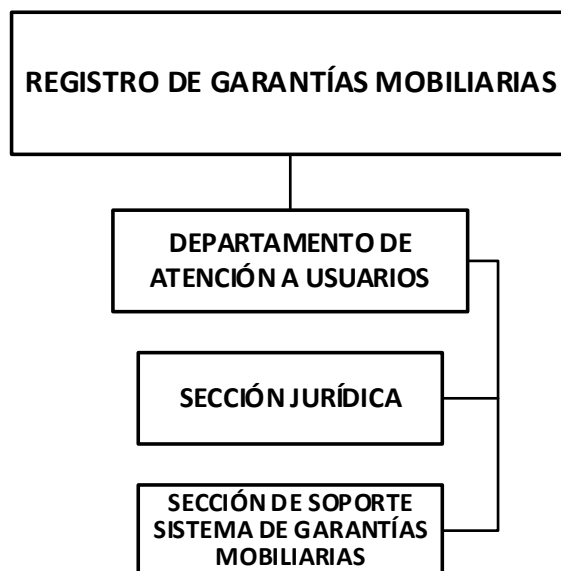 REGISTRO DE GARANTÍAS MOBILIARIAS
DEPARTAMENTO DE
ATENCIÓN A USUARIOS
SECCIÓN JURÍDICA
SECCIÓN DE SOPORTE
SISTEMA DE GARANTÍAS
MOBILIARIAS